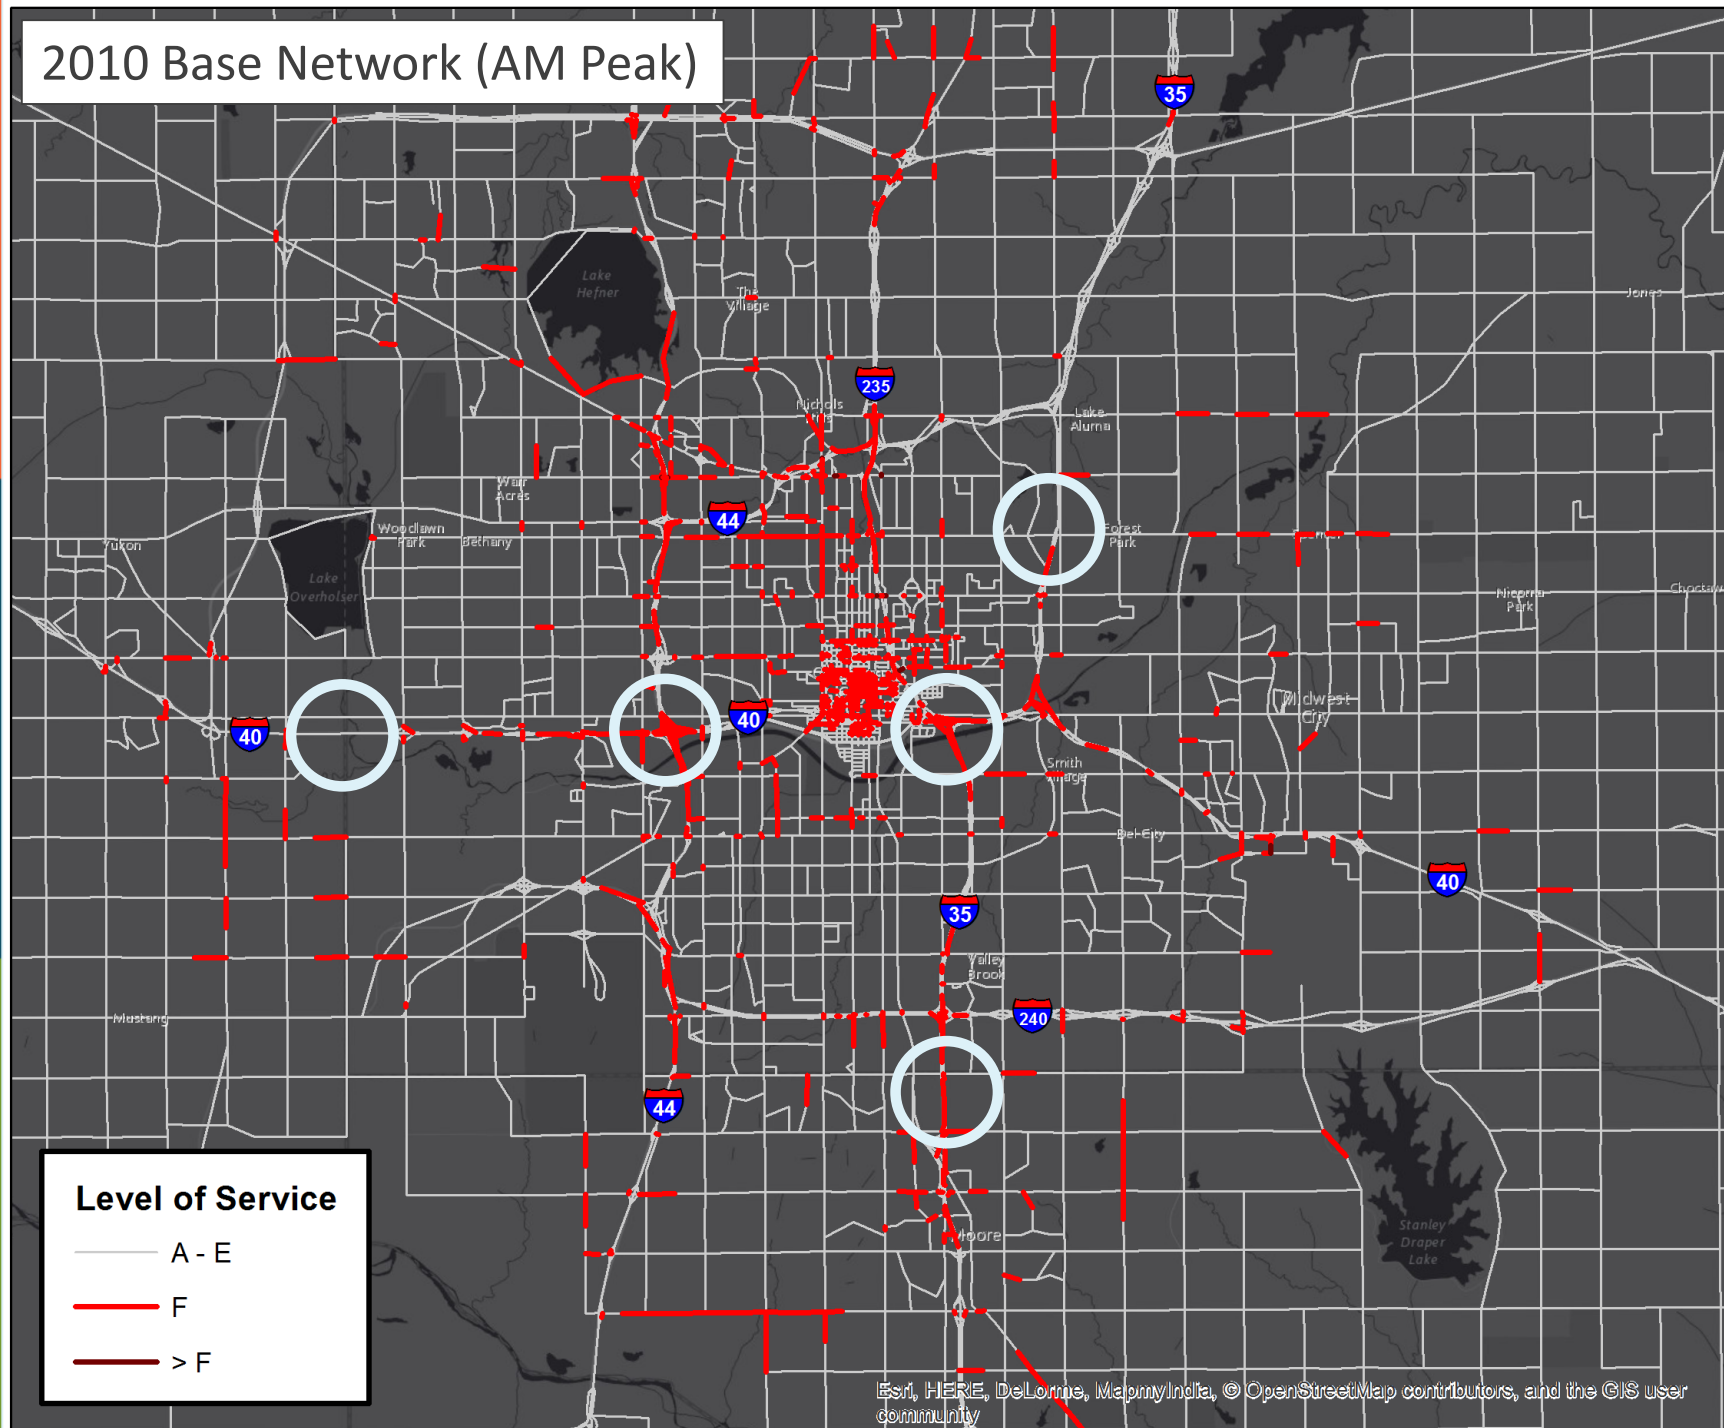 2010 Base Network (AM Peak)
35
Lake
Hefner
The
Village
Jones
235
Nichols
Hills
Lake
Aluma
Warr
Acres
44
Woodlawn
Park
Bethany
Yukon
Forest
Park
Lake
Overholser
Nicoma
Park
Choctaw
40
40
Midwest
City
Smith
Village
Del City
40
35
Valley
Brook
240
Mustang
44
Moore
Stanley
Draper
Lake
Level of Service
A - E
F
> F
Esri, HERE, DeLorme, MapmyIndia, © OpenStreetMap contributors, and the GIS user
community